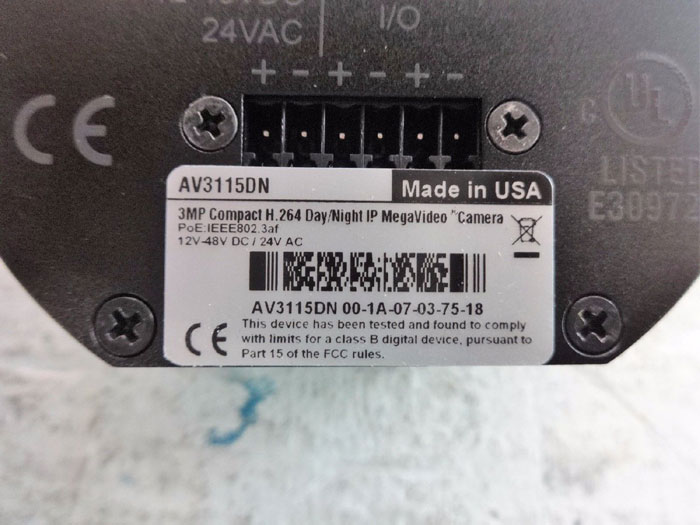 24VAC
I/O
+ - + - + -
CE
C UL
LISTED
AV3115DN
Made in USA
3MP Compact H.264 Day/Night IP MegaVideo ™Camera
PoE:IEEE802.3af
12V-48V DC / 24V AC
AV3115DN 00-1A-07-03-75-18
CE
This device has been tested and found to comply
with limits for a class B digital device, pursuant to
Part 15 of the FCC rules.